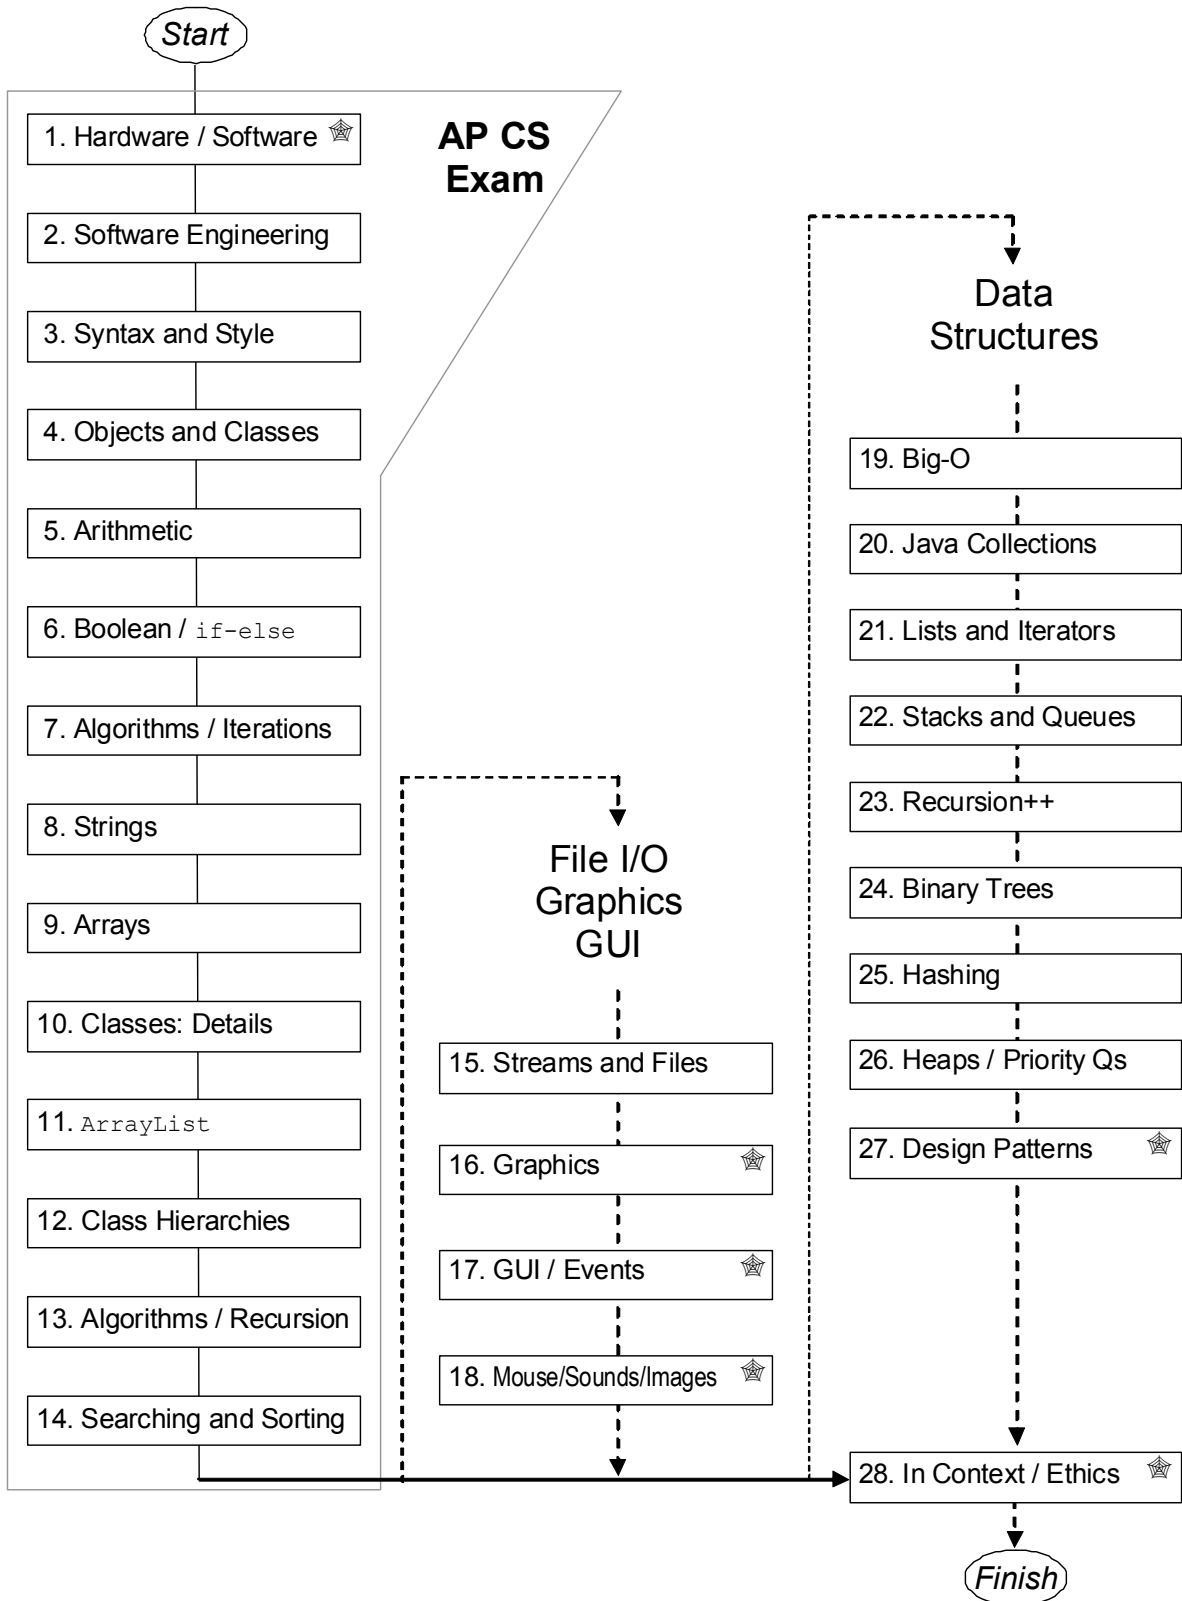 Start
AP CS
Exam
1. Hardware / Software
2. Software Engineering
3. Syntax and Style
4. Objects and Classes
5. Arithmetic
6. Boolean / if-else
7. Algorithms / Iterations
8. Strings
9. Arrays
10. Classes: Details
11. ArrayList
12. Class Hierarchies
13. Algorithms / Recursion
14. Searching and Sorting
File I/O
Graphics
GUI
15. Streams and Files
16. Graphics
17. GUI / Events
18. Mouse/Sounds/Images
Data
Structures
19. Big-O
20. Java Collections
21. Lists and Iterators
22. Stacks and Queues
23. Recursion++
24. Binary Trees
25. Hashing
26. Heaps / Priority Qs
27. Design Patterns
28. In Context / Ethics
Finish